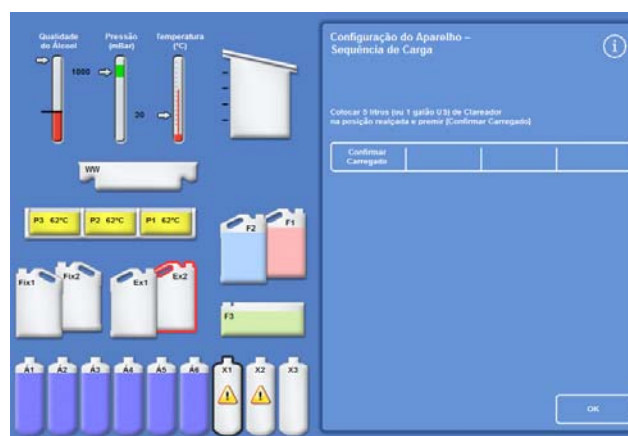 Qualidade
do Álcool
Pressão
(mBar)
Temperatura
(°C)
1000
30
WW
P3 62°C
P2 62°C
P1 62°C
F2
F1
F3
Fix1
Fix2
Ex1
Ex2
A1
A2
A3
A4
A5
A6
X1
X2
X3
Configuração do Aparelho –
Sequência de Carga
i
Colocar 5 litros (ou 1 galão US) de Clareador
na posição realçada e premir [Confirmar Carregado]
Confirmar
Carregado
OK